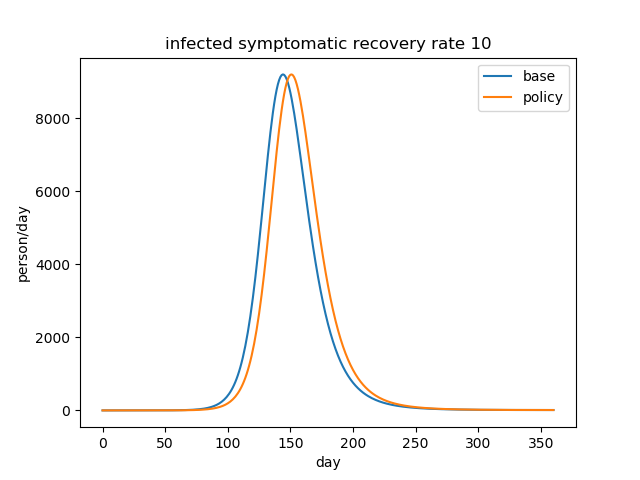 infected symptomatic recovery rate 10
base
policy
person/day
8000
6000
4000
2000
0
0 50 100 150 200 250 300 350
day